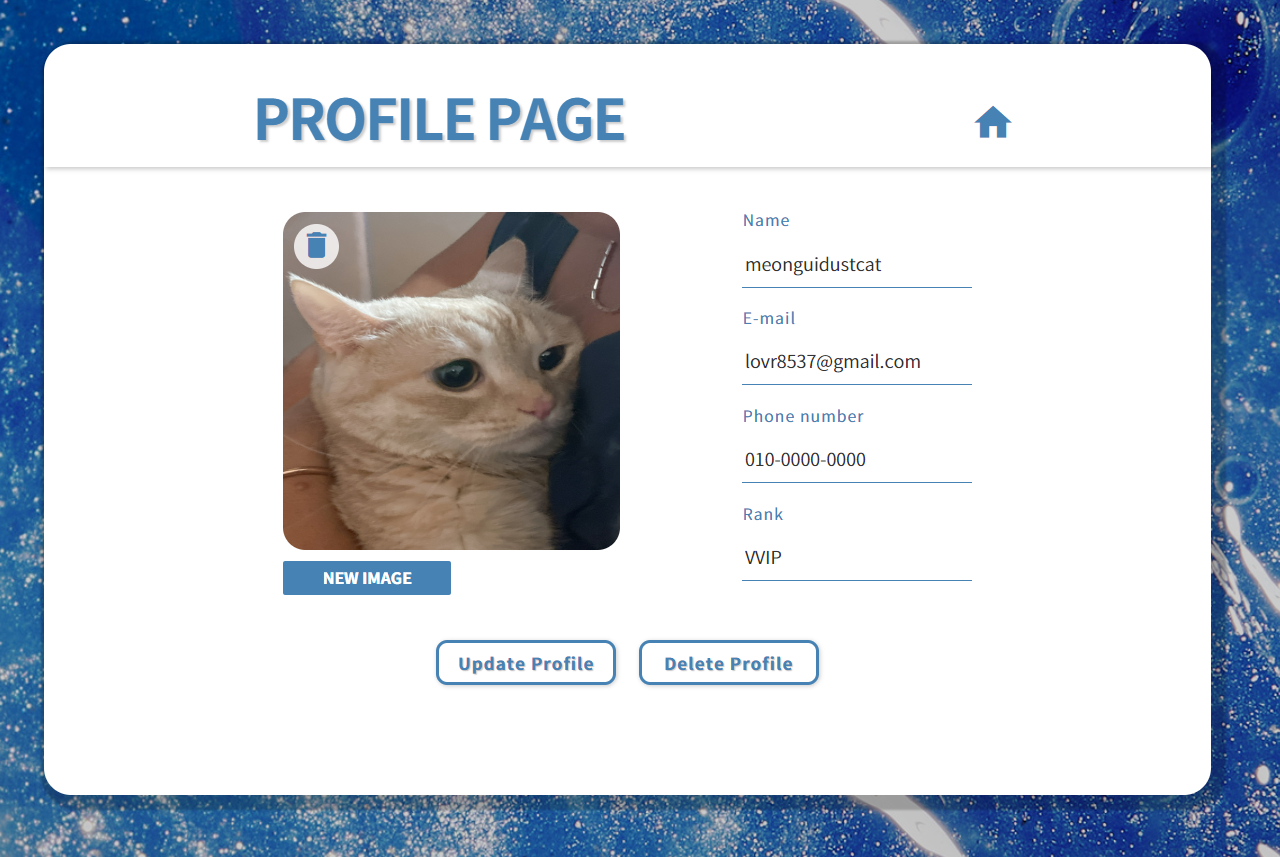 PROFILE PAGE
Name
meonguidustcat
E-mail
lovr8537@gmail.com
Phone number
010-0000-0000
Rank
VVIP
NEW IMAGE
Update Profile
Delete Profile